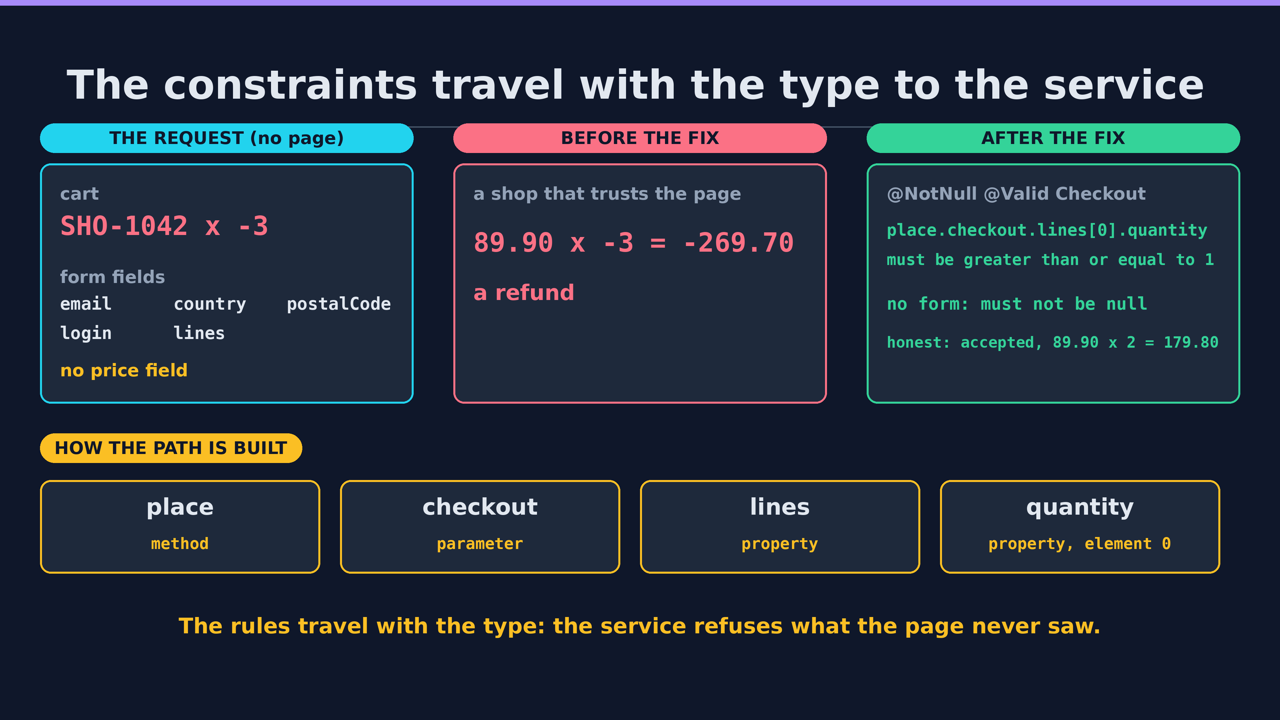 The constraints travel with the type to the service
THE REQUEST (no page)
cart
SHO-1042 x -3
form fields
email country postalCode
login lines
no price field
BEFORE THE FIX
a shop that trusts the page
89.90 x -3 = -269.70
a refund
AFTER THE FIX
@NotNull @Valid Checkout
place.checkout.lines[0].quantity
must be greater than or equal to 1
no form: must not be null
honest: accepted, 89.90 x 2 = 179.80
HOW THE PATH IS BUILT
place
method
checkout
parameter
lines
property
quantity
property, element 0
The rules travel with the type: the service refuses what the page never saw.